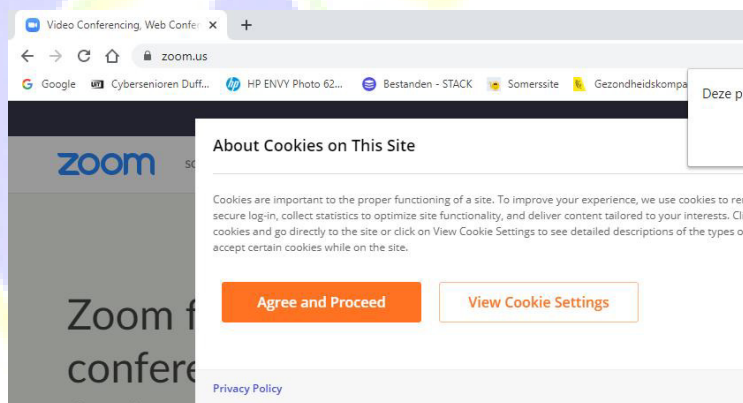 Video Conferencing, Web Confer
zoom.us
Google Cybersenioren Duff... HP ENVY Photo 62... Bestanden - STACK Somerssite Gezondheidskompa
Deze p
zoom
About Cookies on This Site
Cookies are important to the proper functioning of a site. To improve your experience, we use cookies to re
secure log-in, collect statistics to optimize site functionality, and deliver content tailored to your interests. Cl
cookies and go directly to the site or click on View Cookie Settings to see detailed descriptions of the types o
accept certain cookies while on the site.
Agree and Proceed View Cookie Settings
Zoom f
confere
Privacy Policy